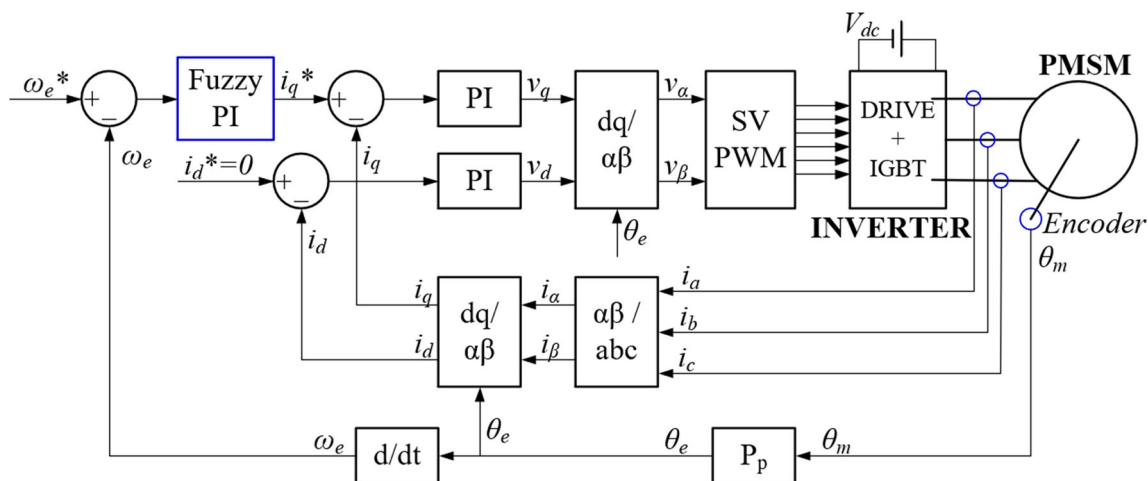 V_dc
PMSM
ω_e*
+
−
Fuzzy
PI
i_q*
+
−
PI
v_q
dq/
αβ
v_α
SV
PWM
DRIVE
+
IGBT
ω_e
i_d*=0
+
−
i_q
PI
v_d
v_β
INVERTER
Encoder
i_d
θ_e
θ_m
i_q
dq/
αβ
i_α
αβ /
abc
i_a
i_b
i_d
i_β
i_c
ω_e
d/dt
θ_e
θ_e
P_p
θ_m